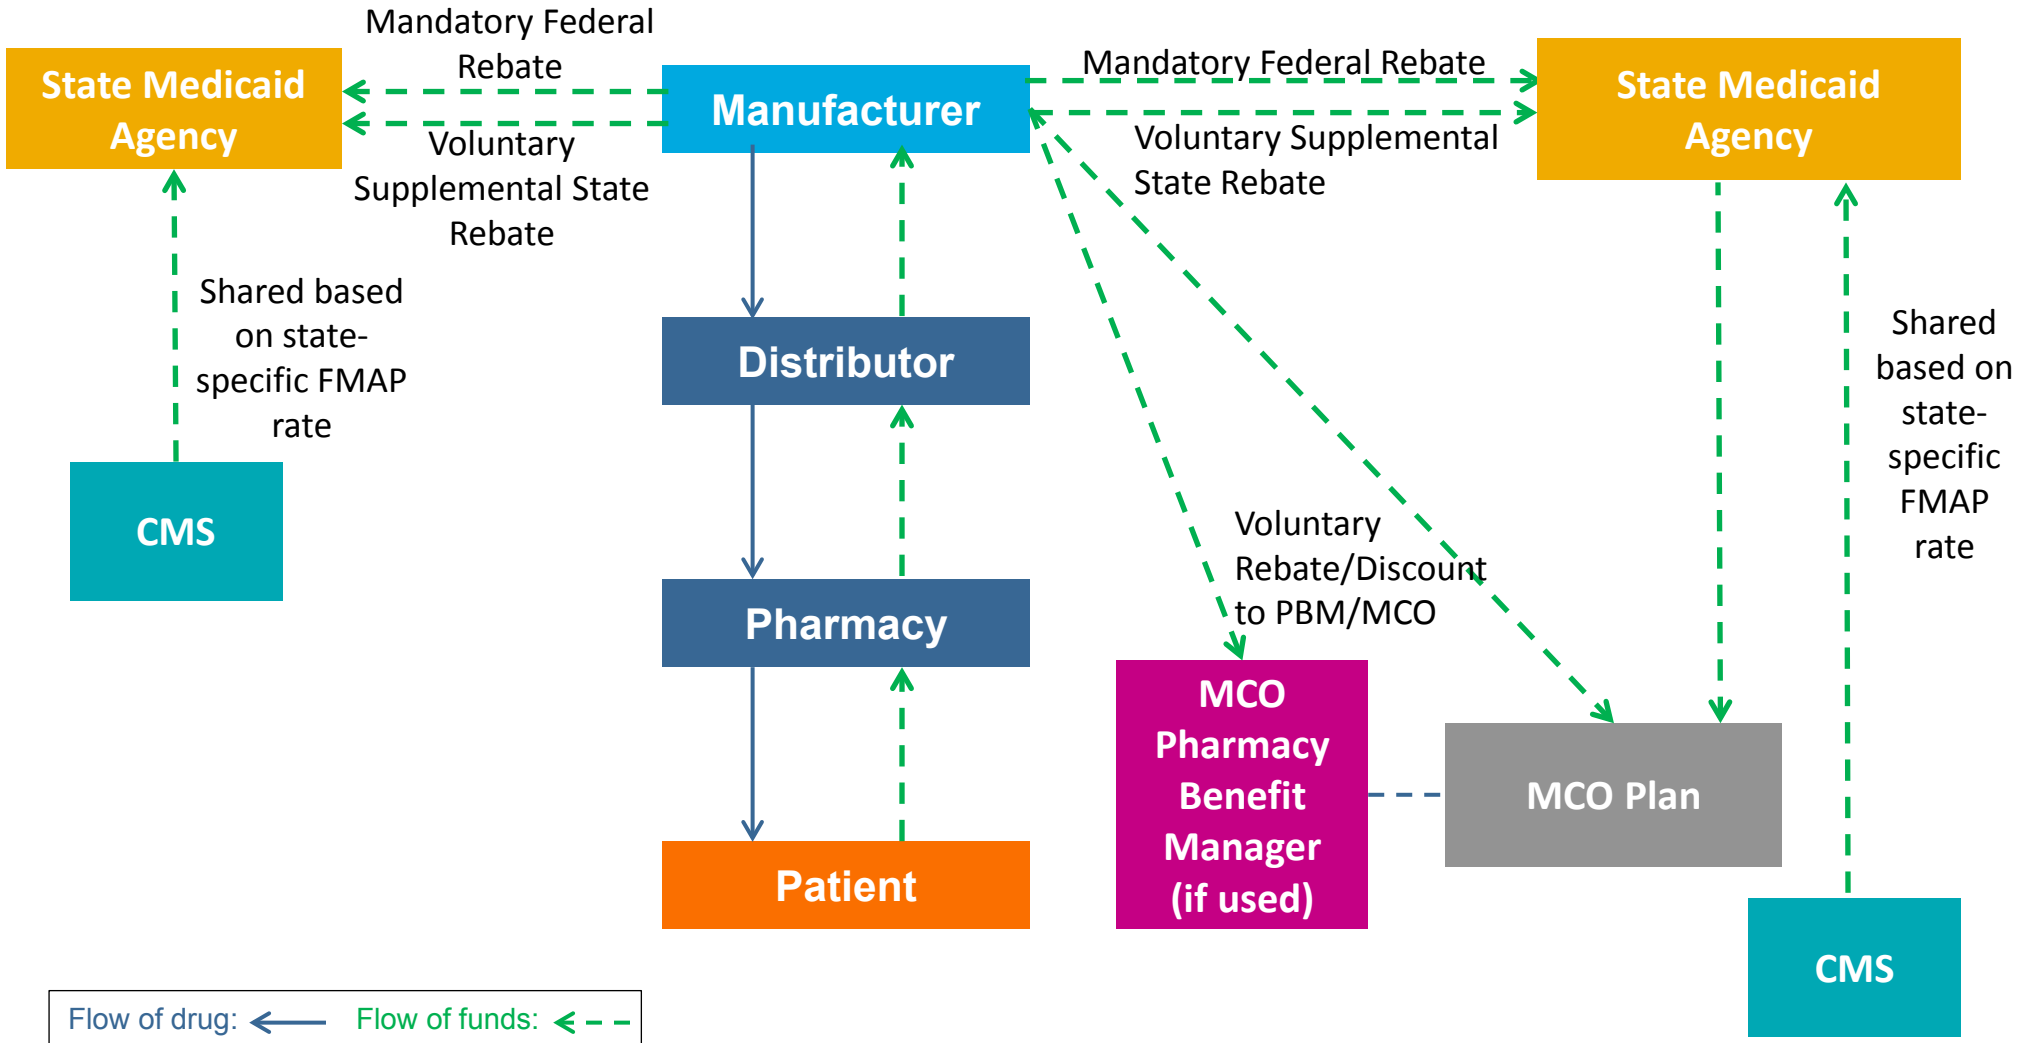 Mandatory Federal
Rebate
State Medicaid
Agency
Manufacturer
Voluntary
Supplemental State
Rebate
Mandatory Federal Rebate
Voluntary Supplemental
State Rebate
State Medicaid
Agency
Shared based
on state-
specific FMAP
rate
CMS
Distributor
Pharmacy
Patient
Voluntary
Rebate/Discount
to PBM/MCO
MCO
Pharmacy
Benefit
Manager
(if used)
MCO Plan
Shared
based on
state-
specific
FMAP
rate
CMS
Flow of drug: Flow of funds: